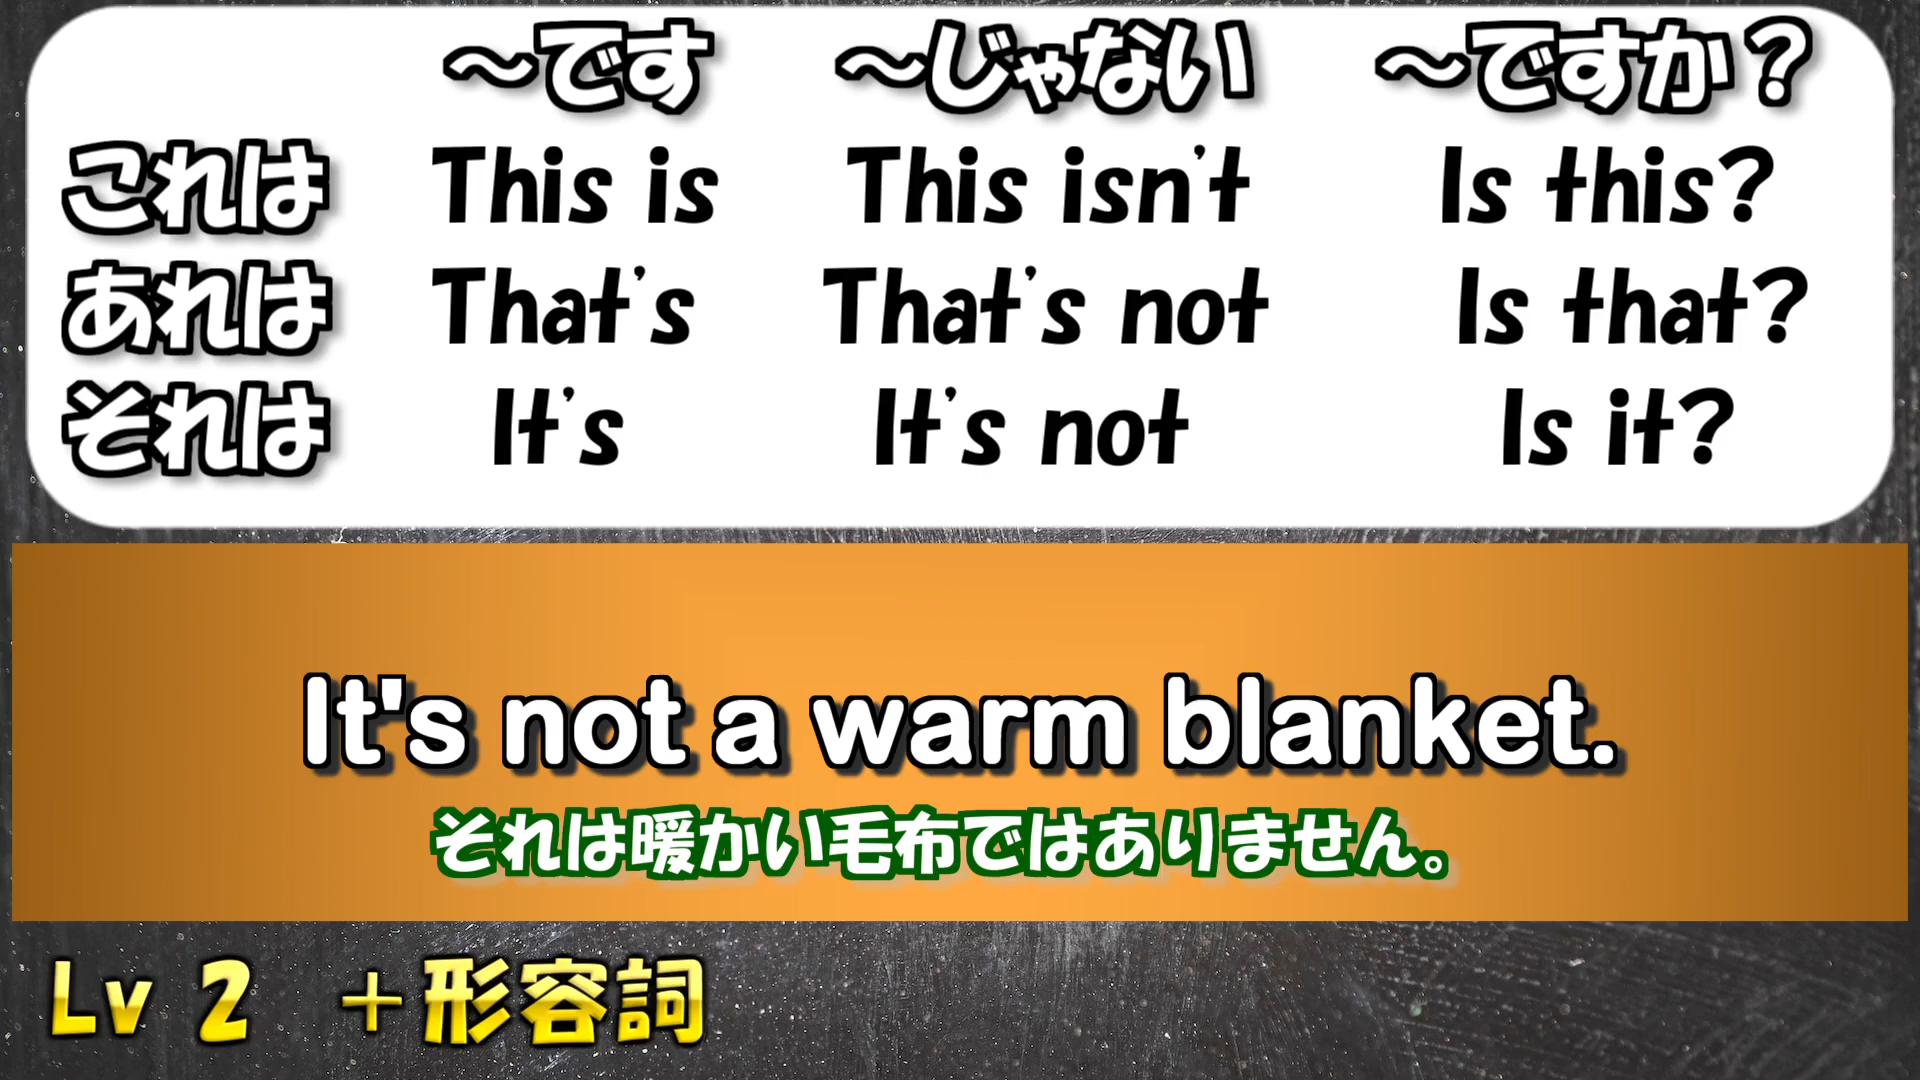 ～です ～じゃない ～ですか？
これは This is This isn't Is this?
あれは That's That's not Is that?
それは It's It's not Is it?
It's not a warm blanket.
それは暖かい毛布ではありません。
Lv 2 ＋形容詞